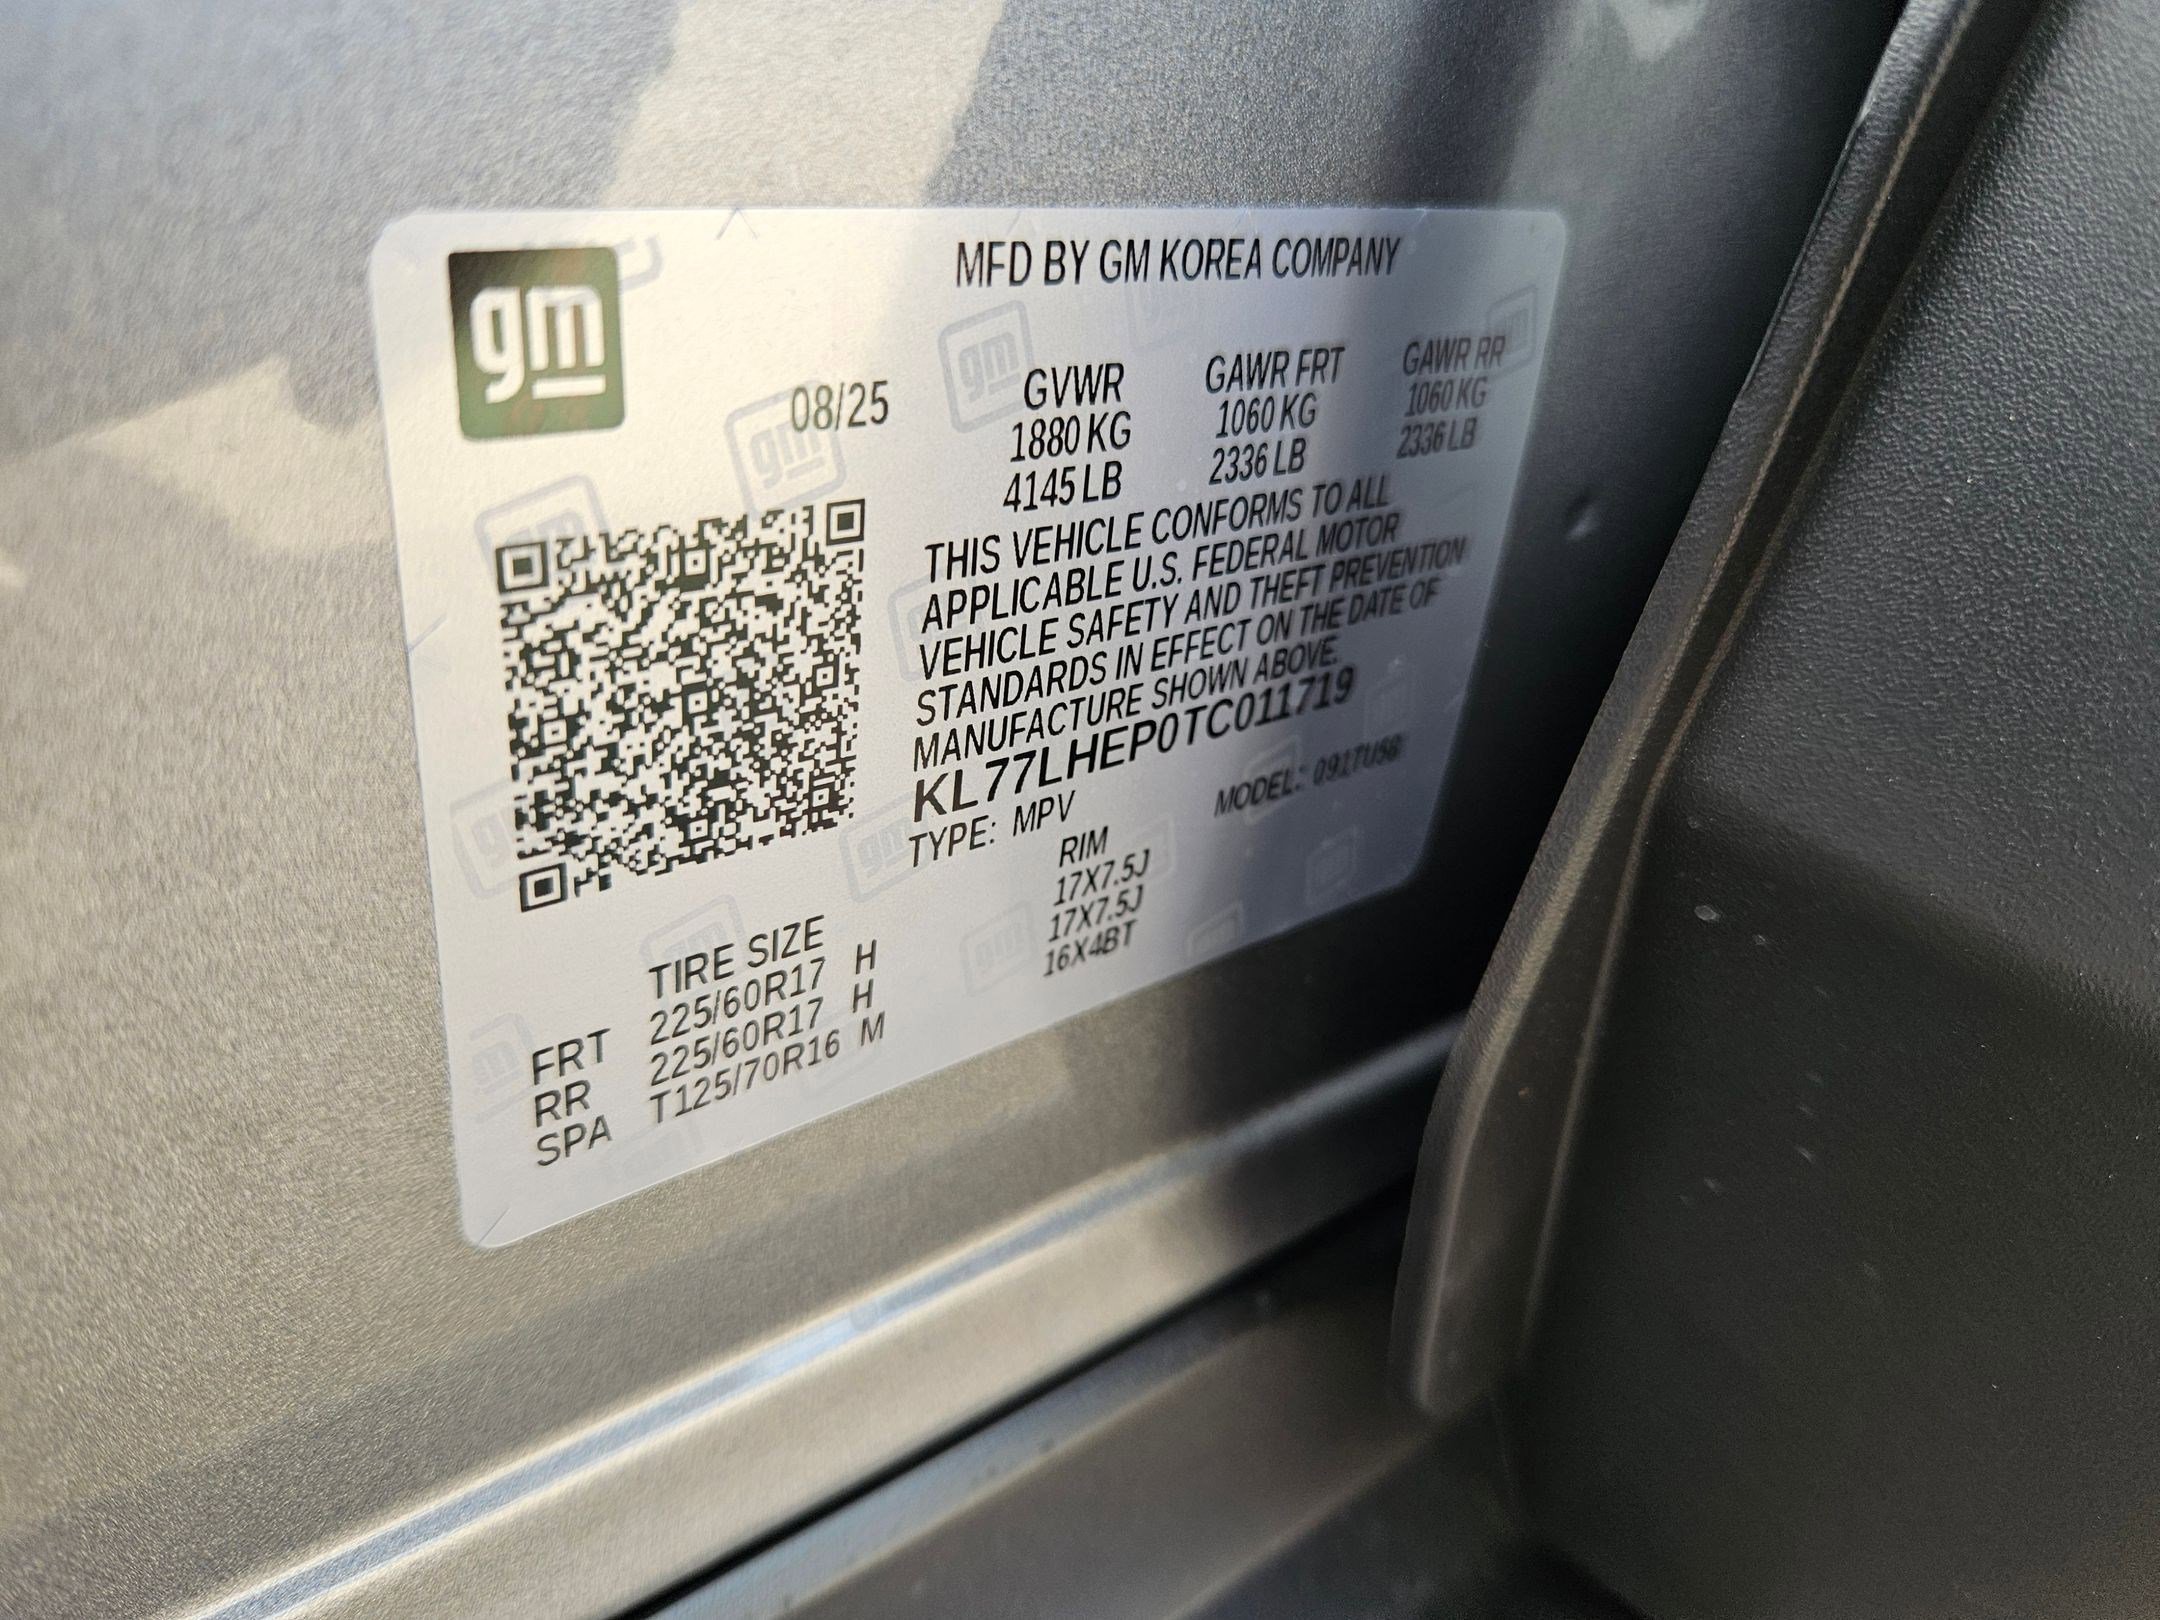 gm
MFD BY GM KOREA COMPANY
08/25
GVWR GAWR FRT GAWR RR
1880 KG 1060 KG 1060 KG
4145 LB 2336 LB 2336 LB
THIS VEHICLE CONFORMS TO ALL
APPLICABLE U.S. FEDERAL MOTOR
VEHICLE SAFETY AND THEFT PREVENTION
STANDARDS IN EFFECT ON THE DATE OF
MANUFACTURE SHOWN ABOVE.
KL77LHEP0TC011719
TYPE: MPV MODEL:
TIRE SIZE RIM
FRT 225/60R17 H 17X7.5J
RR 225/60R17 H 17X7.5J
SPA T125/70R16 M 16X4BT